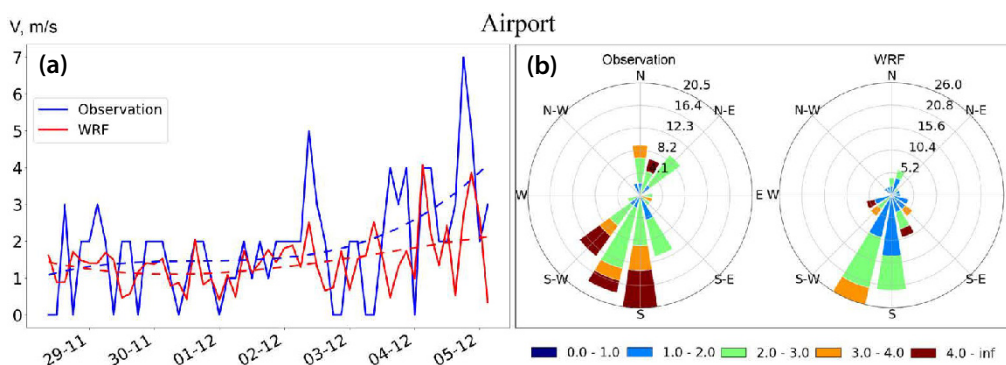 Airport
V, m/s
(a)
7
6
5
4
3
2
1
0
Observation
WRF
29-11
30-11
01-12
02-12
03-12
04-12
05-12
(b)
Observation
N
N-W
N-E
W
E
S-W
S-E
S
20.5
16.4
12.3
8.2
.1
WRF
N
N-W
N-E
W
S-W
S-E
S
26.0
20.8
15.6
10.4
5.2
0.0 - 1.0
1.0 - 2.0
2.0 - 3.0
3.0 - 4.0
4.0 - inf